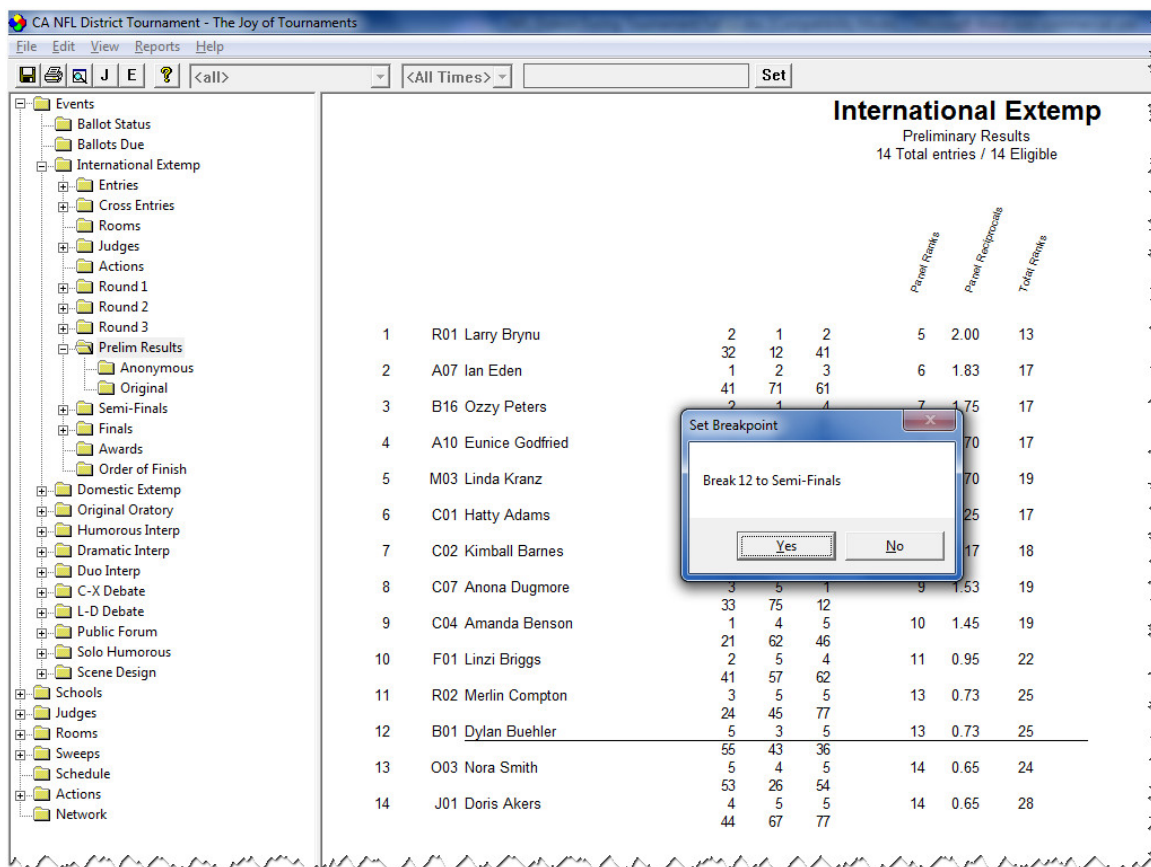 CA NFL District Tournament - The Joy of Tournaments
File Edit View Reports Help
J E ? <all> <All Times> Set
Events
Ballot Status
Ballots Due
International Extemp
Entries
Cross Entries
Rooms
Judges
Actions
Round 1
Round 2
Round 3
Prelim Results
Anonymous
Original
Semi-Finals
Finals
Awards
Order of Finish
Domestic Extemp
Original Oratory
Humorous Interp
Dramatic Interp
Duo Interp
C-X Debate
L-D Debate
Public Forum
Solo Humorous
Scene Design
Schools
Judges
Rooms
Sweeps
Schedule
Actions
Network
International Extemp
Preliminary Results
14 Total entries / 14 Eligible
Panel Ranks Panel Reciprocals Total Ranks
1 R01 Larry Brynu 2 1 2 5 2.00 13
32 12 41
2 A07 Ian Eden 1 2 3 6 1.83 17
41 71 61
3 B16 Ozzy Peters 2 1 4 7 1.75 17
4 A10 Eunice Godfried 70 17
5 M03 Linda Kranz 70 19
6 C01 Hatty Adams 25 17
7 C02 Kimball Barnes 17 18
8 C07 Anona Dugmore 3 5 1 9 1.53 19
33 75 12
9 C04 Amanda Benson 1 4 5 10 1.45 19
21 62 46
10 F01 Linzi Briggs 2 5 4 11 0.95 22
41 57 62
11 R02 Merlin Compton 3 5 5 13 0.73 25
24 45 77
12 B01 Dylan Buehler 5 3 5 13 0.73 25
55 43 36
13 O03 Nora Smith 5 4 5 14 0.65 24
53 26 54
14 J01 Doris Akers 4 5 5 14 0.65 28
44 67 77
Set Breakpoint
Break 12 to Semi-Finals
Yes No